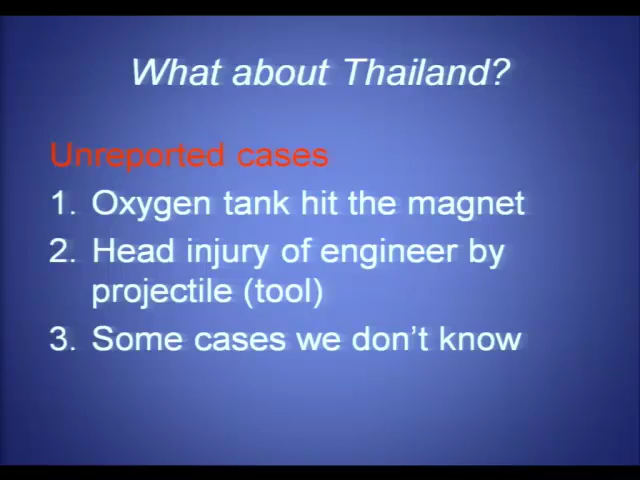 What about Thailand?
Unreported cases
1. Oxygen tank hit the magnet
2. Head injury of engineer by
projectile (tool)
3. Some cases we don't know